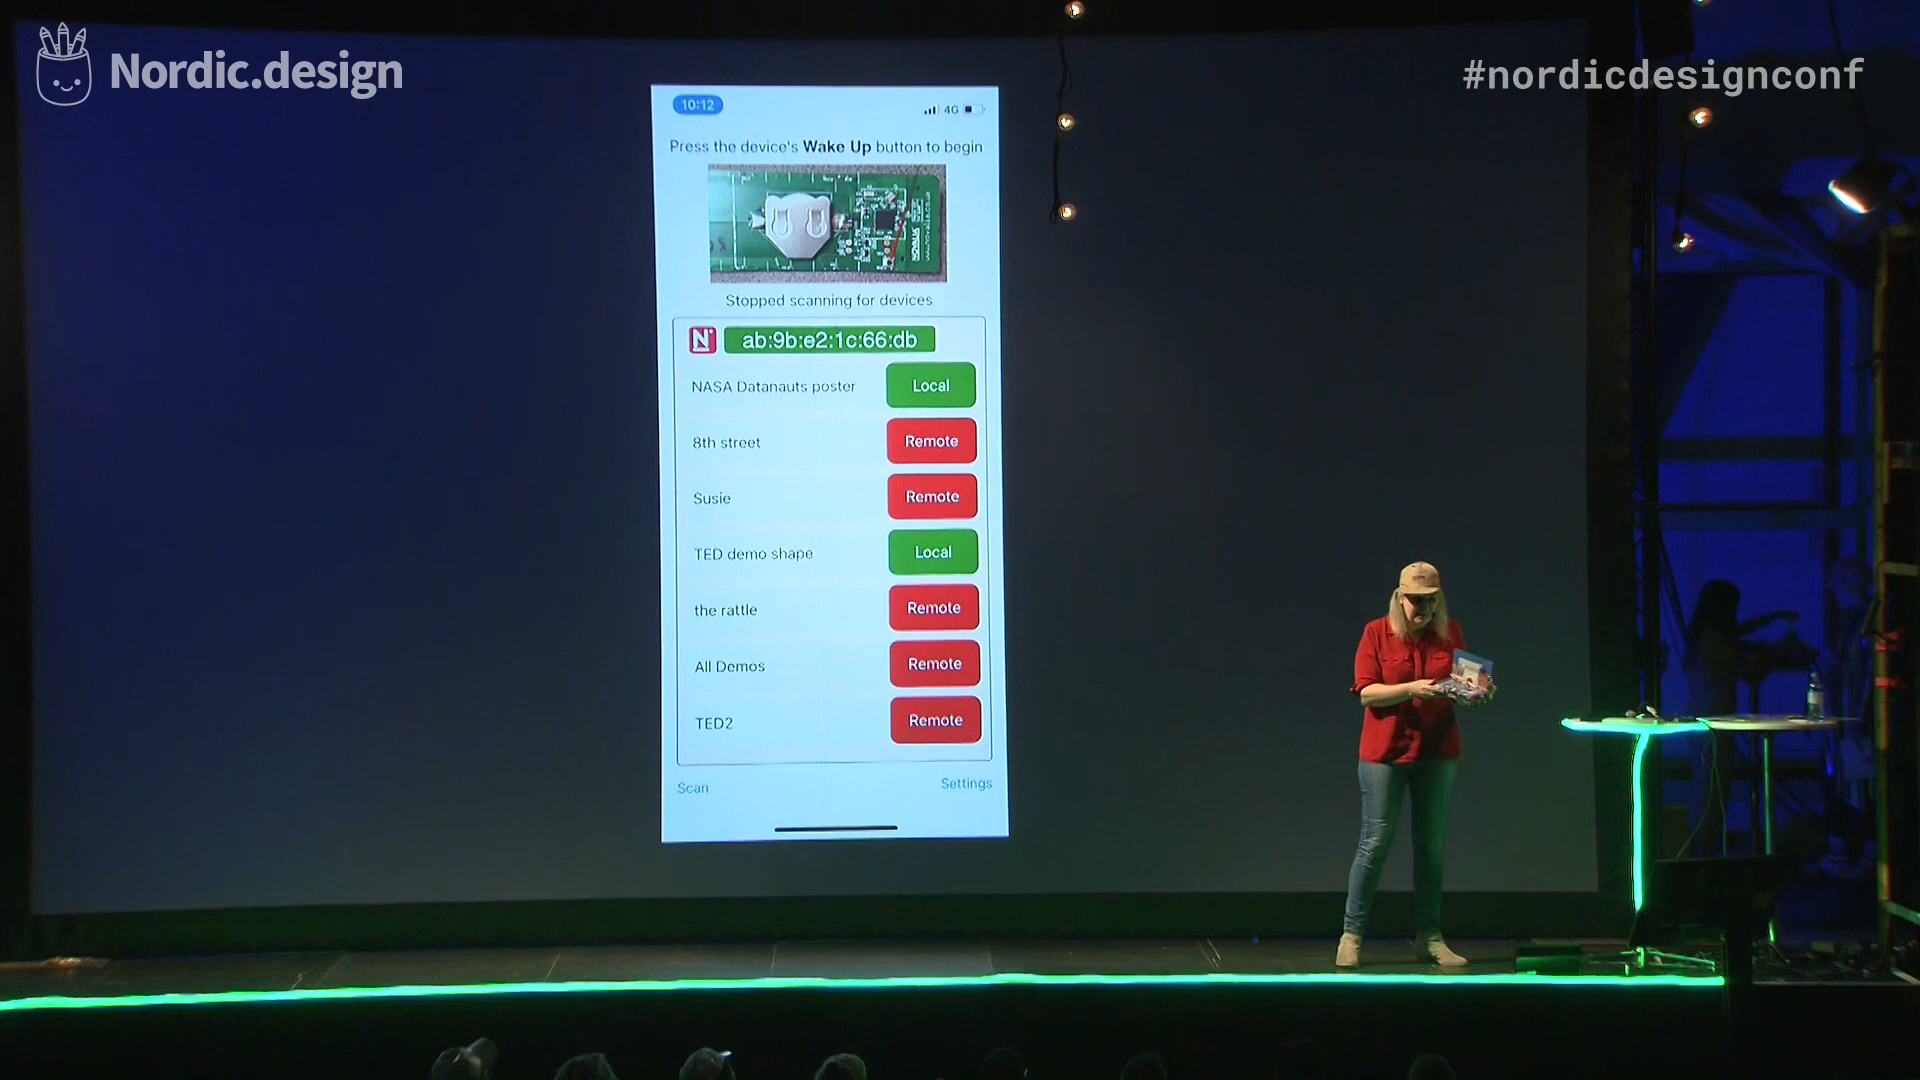 Nordic.design
#nordicdesignconf
10:12
4G
Press the device's Wake Up button to begin
NOVALIA
Stopped scanning for devices
N
ab:9b:e2:1c:66:db
NASA Datanauts poster
Local
8th street
Remote
Susie
Remote
TED demo shape
Local
the rattle
Remote
All Demos
Remote
TED2
Remote
Scan
Settings